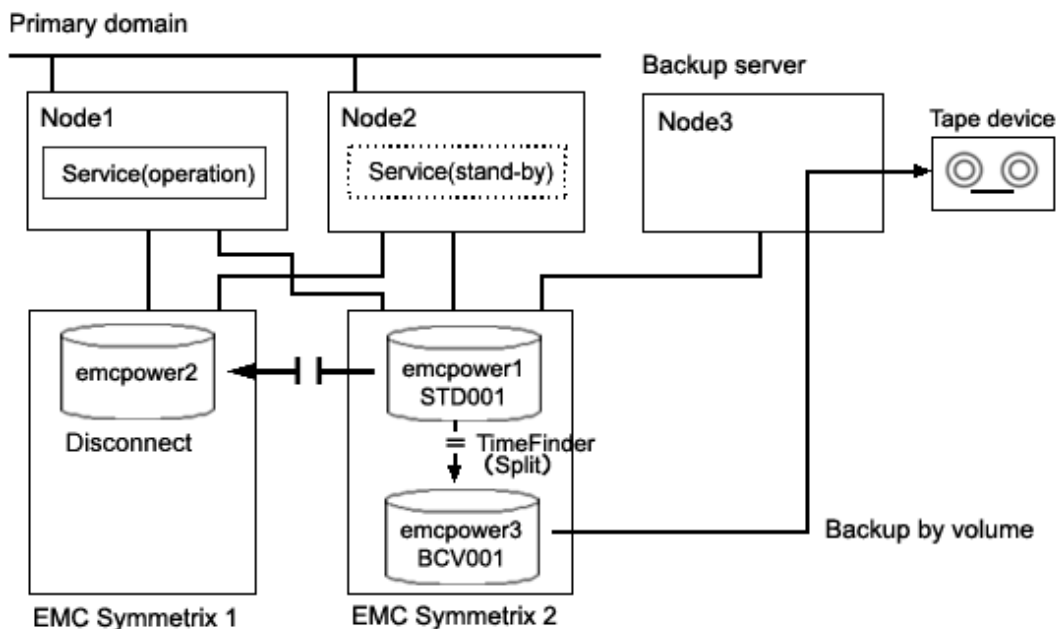 Primary domain
Backup server
Node1
Node2
Node3
Tape device
Service(operation)
Service(stand-by)
emcpower2
emcpower1
STD001
Disconnect
= TimeFinder
(Split)
emcpower3
BCV001
Backup by volume
EMC Symmetrix 1
EMC Symmetrix 2